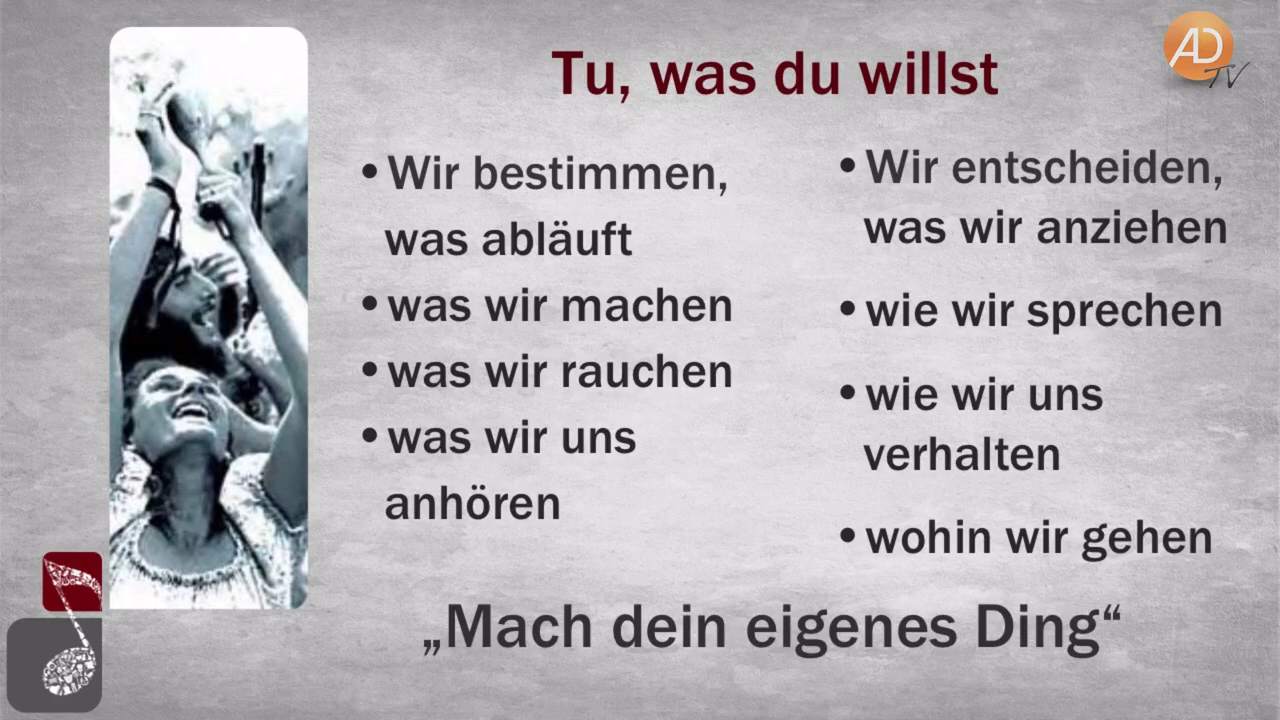 Tu, was du willst
AD
TV
• Wir bestimmen,
was abläuft
• was wir machen
• was wir rauchen
• was wir uns
anhören
• Wir entscheiden,
was wir anziehen
• wie wir sprechen
• wie wir uns
verhalten
• wohin wir gehen
„Mach dein eigenes Ding“